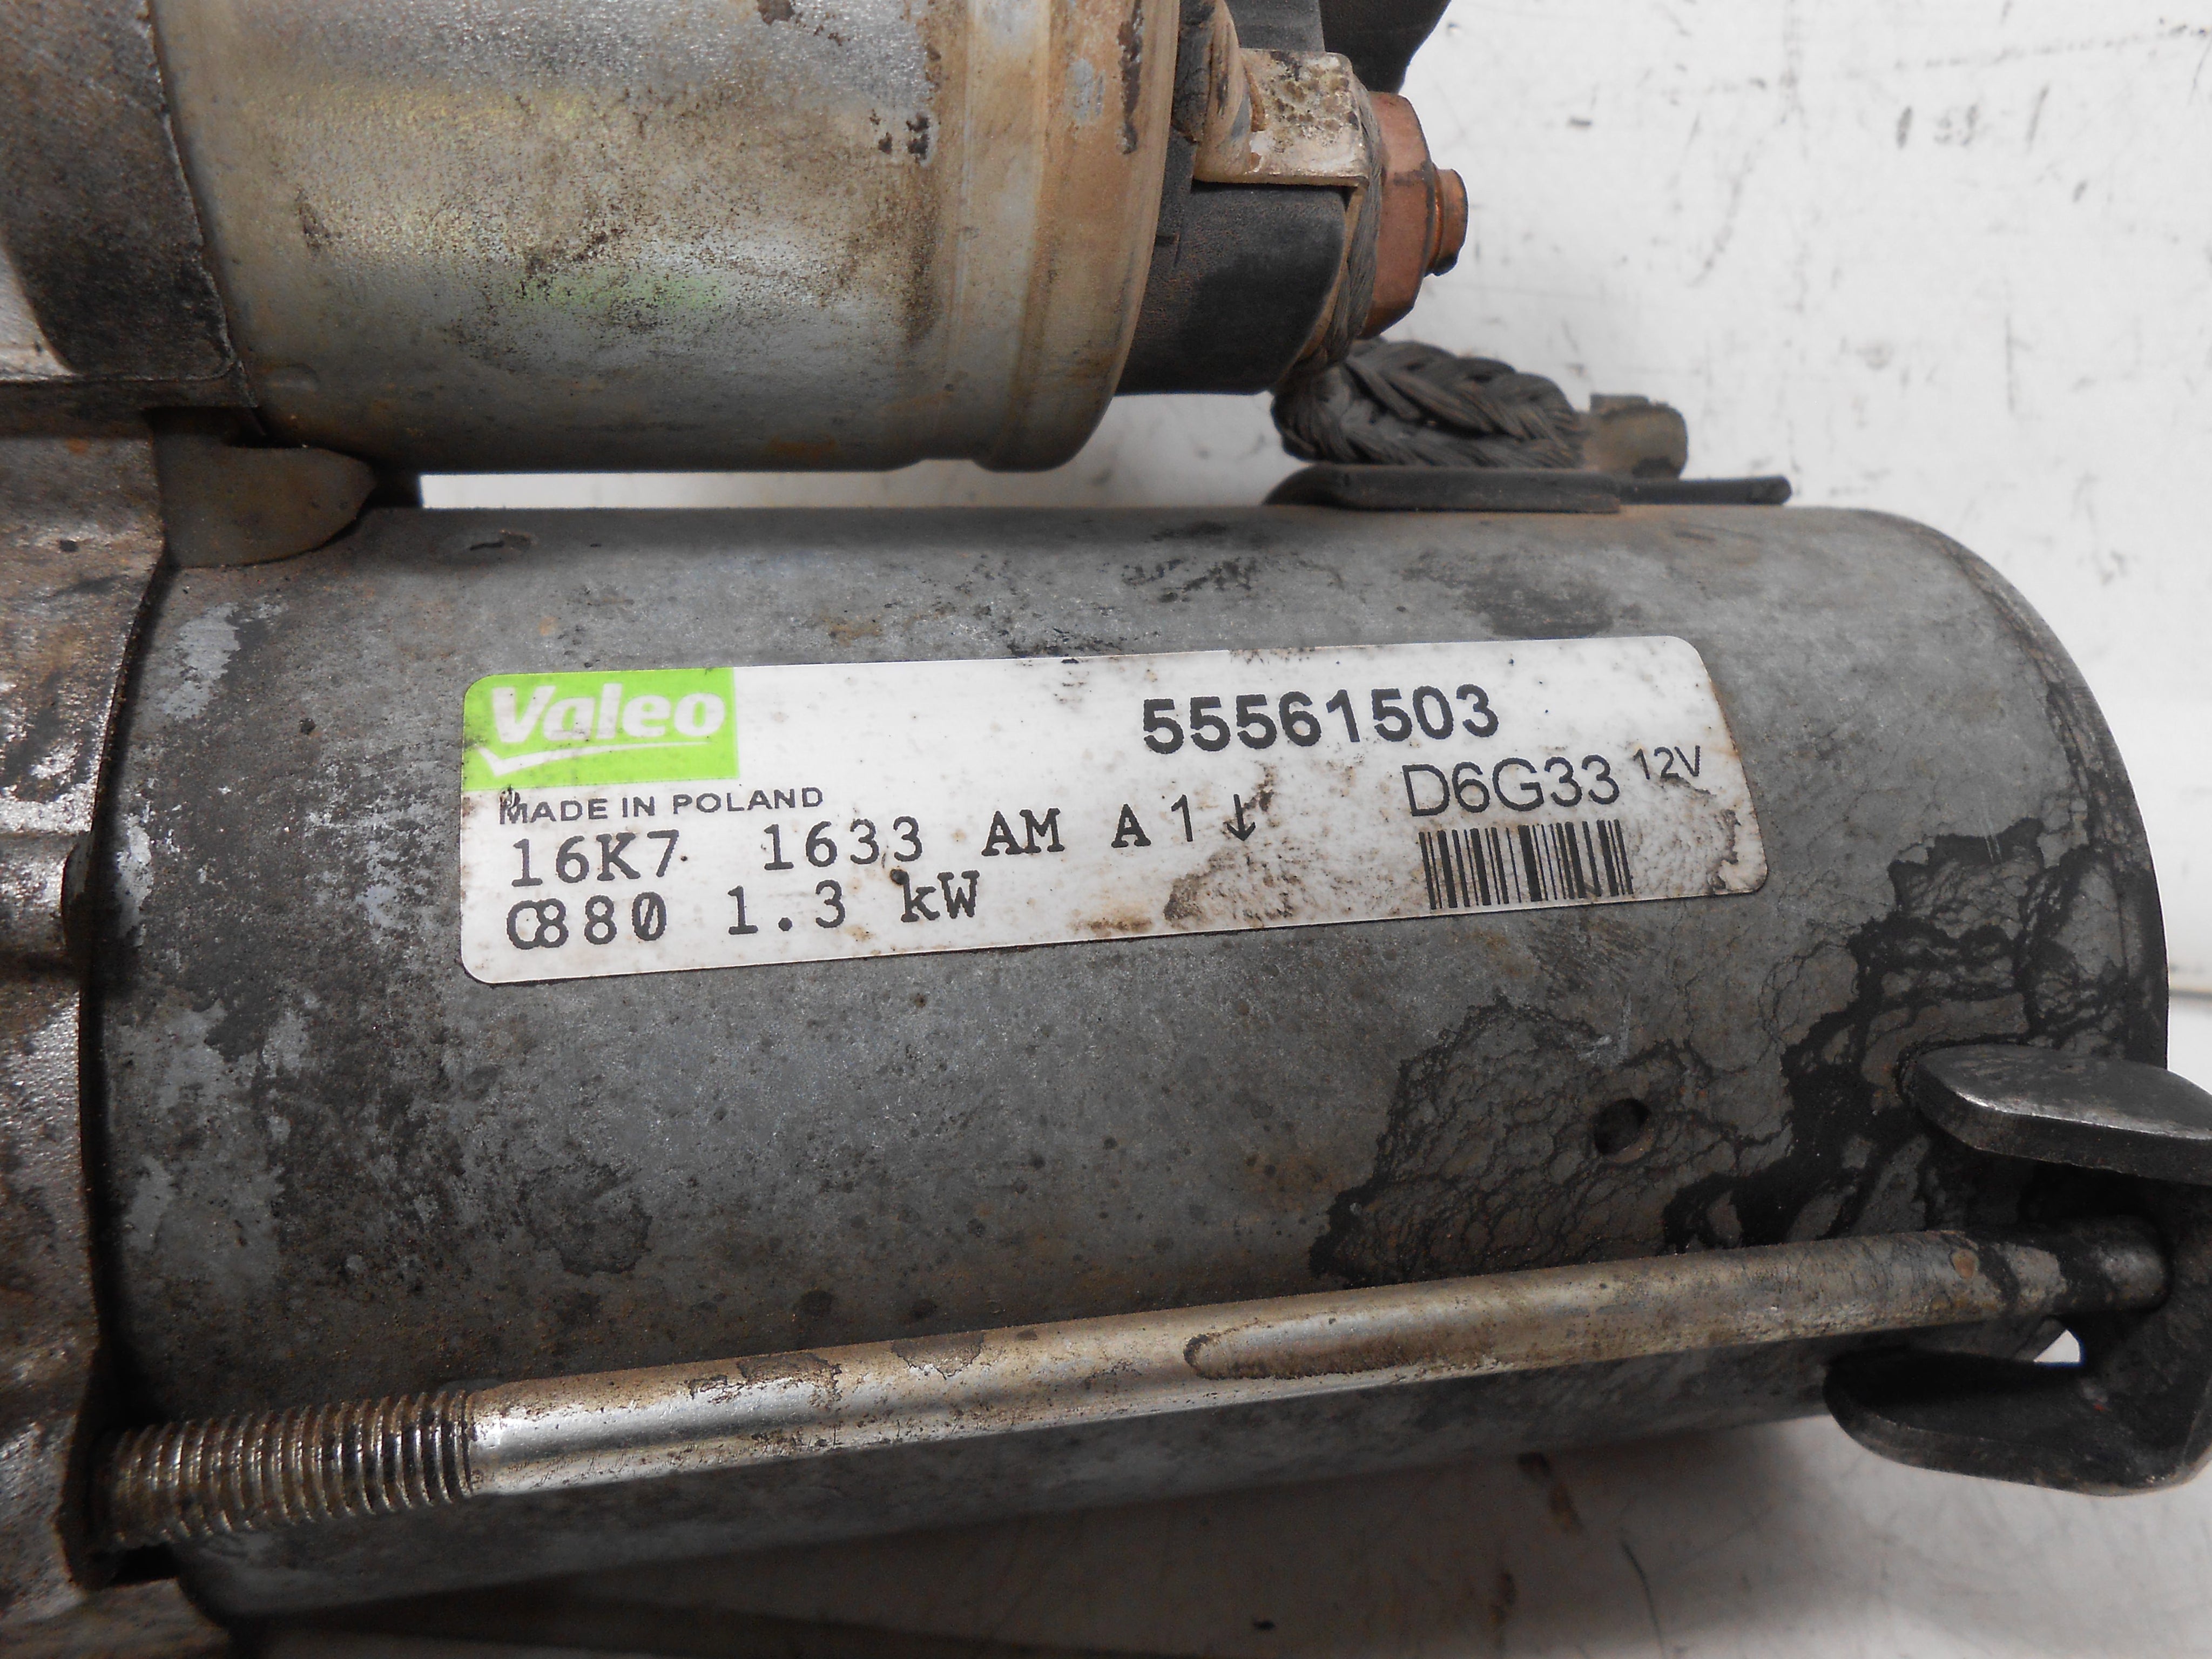 Valeo
55561503
MADE IN POLAND
D6G33 12V
16K7 1633 AM A1↓
C880 1.3 kW